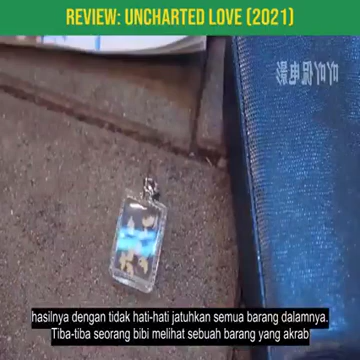 REVIEW: UNCHARTED LOVE (2021)
hasilnya dengan tidak hati-hati jatuhkan semua barang dalamnya.
Tiba-tiba seorang bibi melihat sebuah barang yang akrab